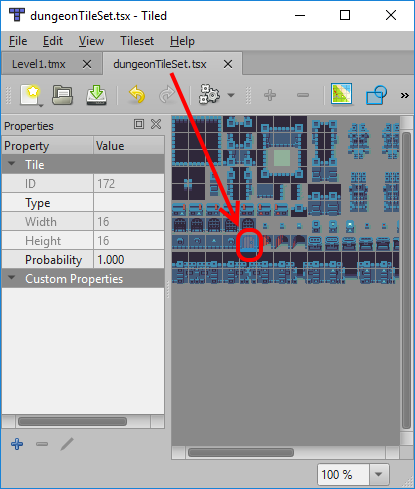 dungeonTileSet.tsx - Tiled
File Edit View Tileset Help
Level1.tmx dungeonTileSet.tsx
Properties
Property Value
Tile
ID 172
Type
Width 16
Height 16
Probability 1.000
Custom Properties
100 %